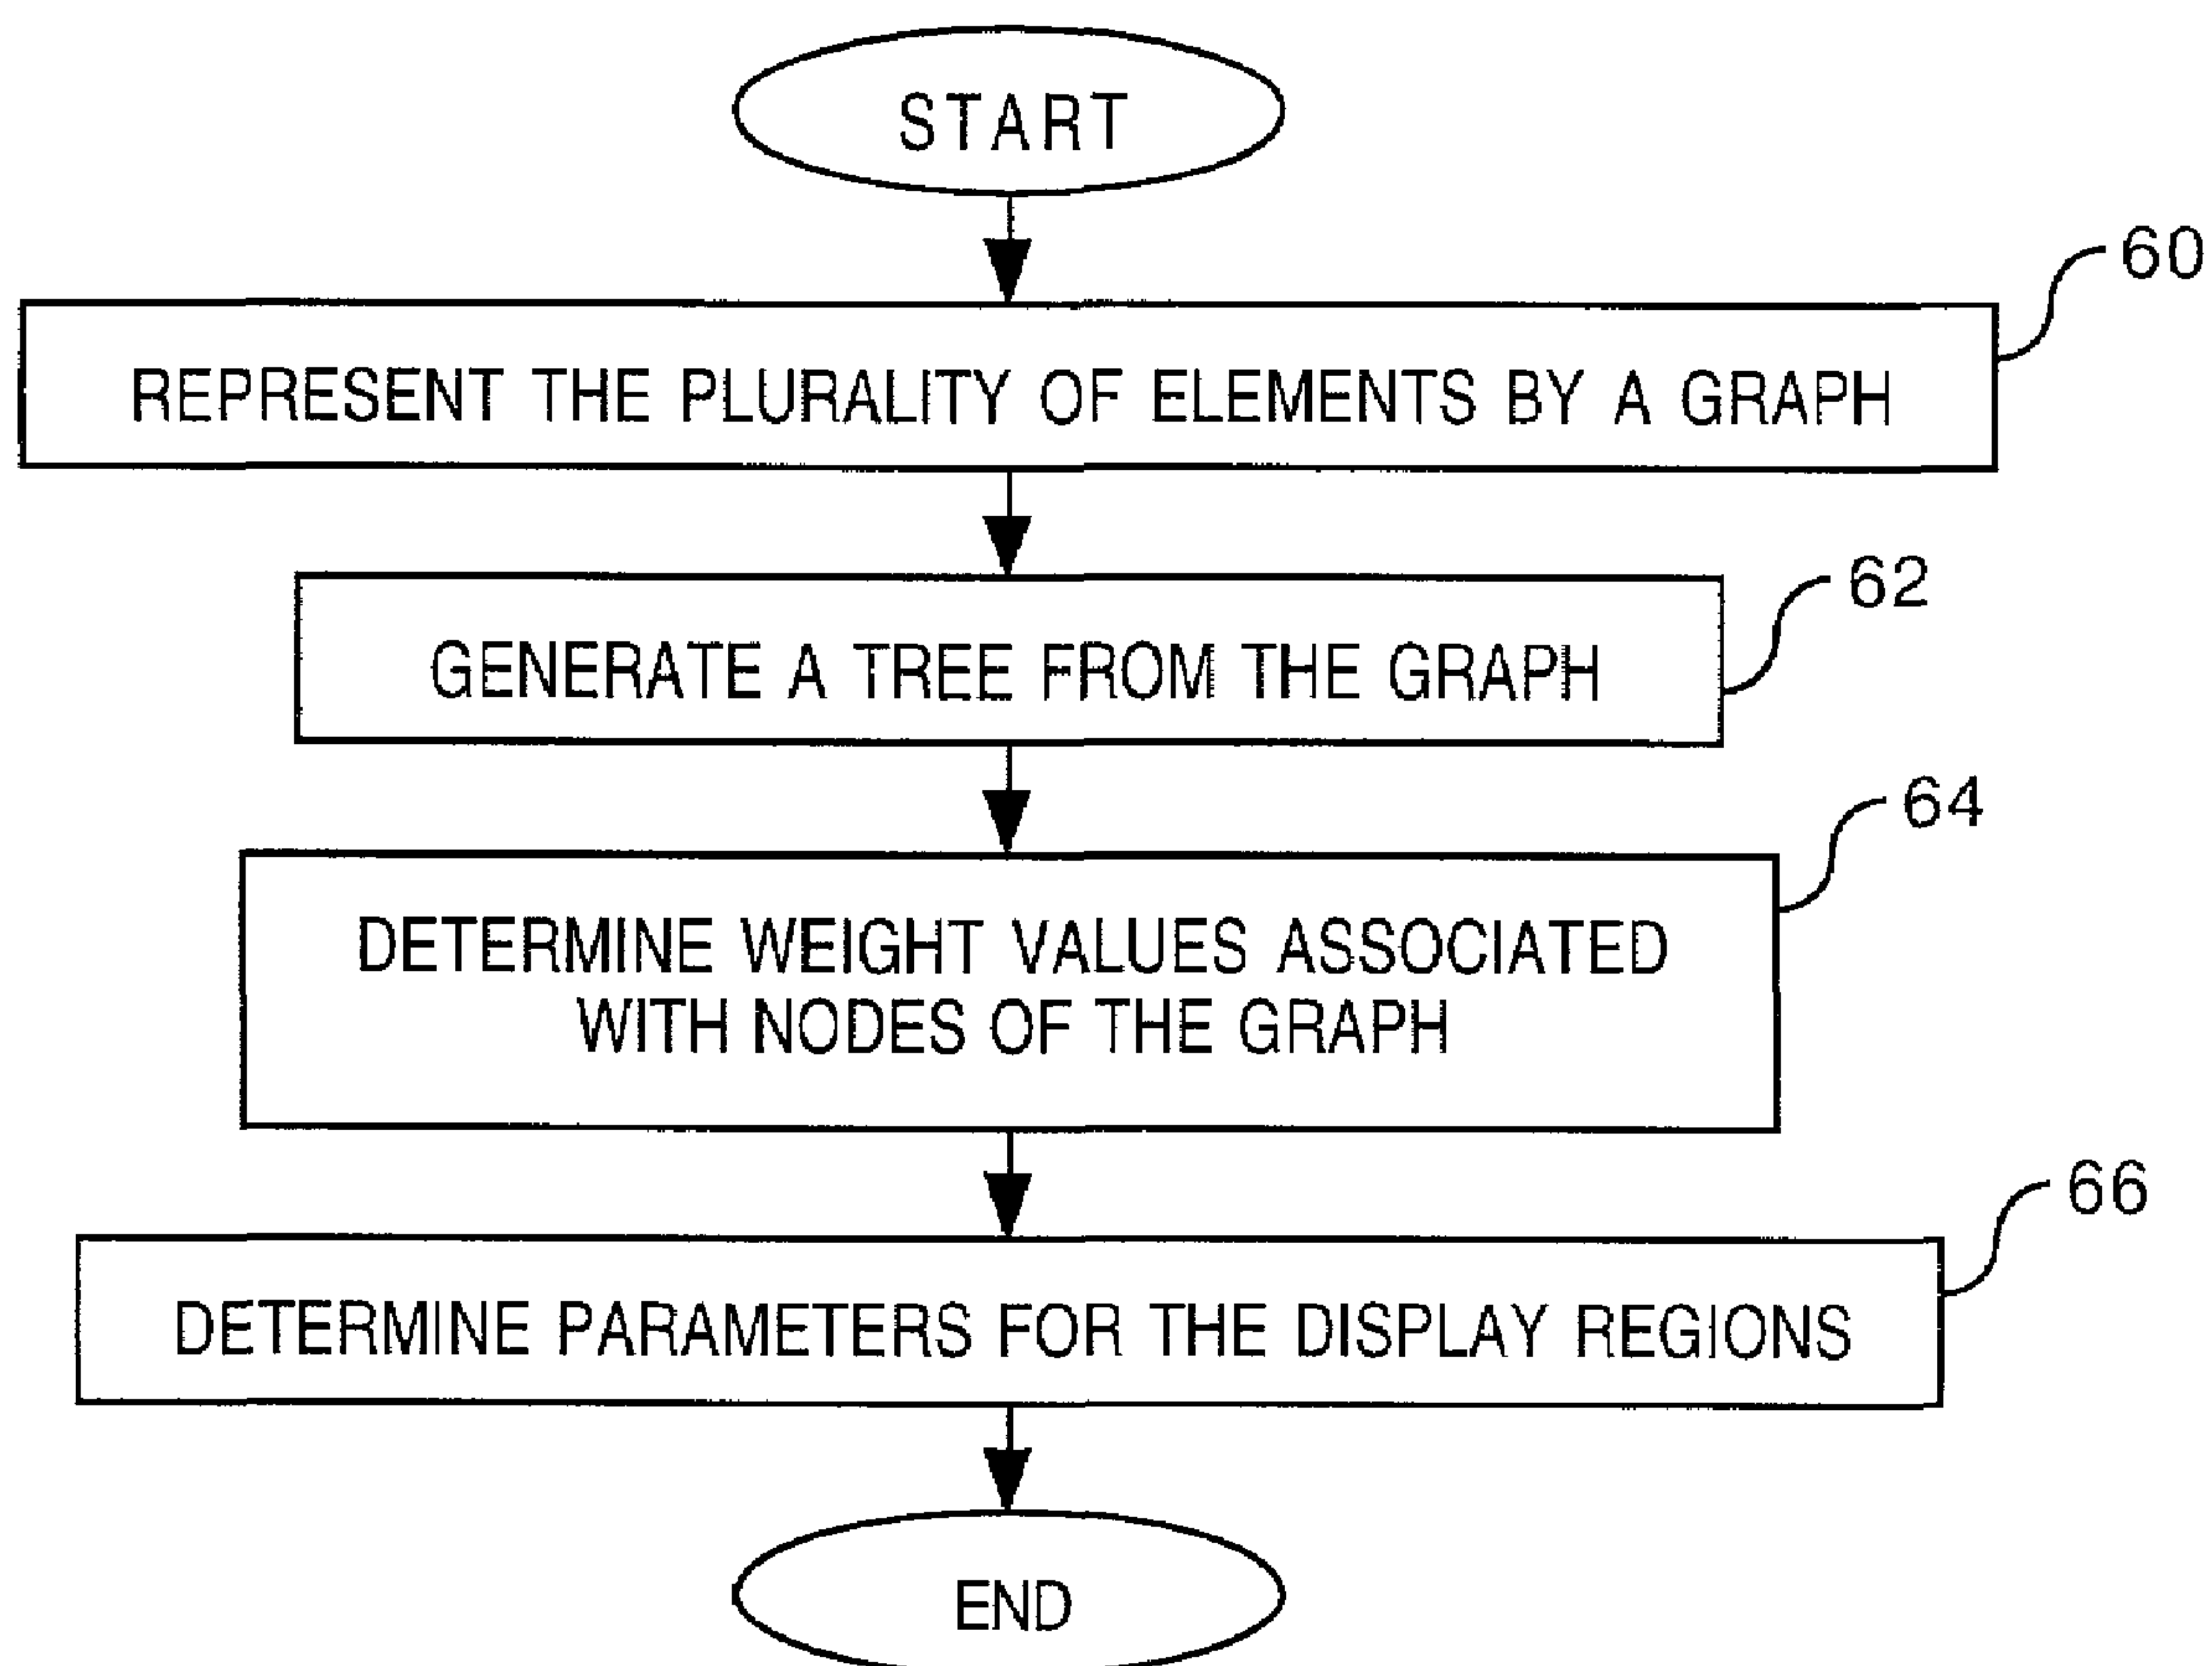 START
60
REPRESENT THE PLURALITY OF ELEMENTS BY A GRAPH
62
GENERATE A TREE FROM THE GRAPH
64
DETERMINE WEIGHT VALUES ASSOCIATED
WITH NODES OF THE GRAPH
66
DETERMINE PARAMETERS FOR THE DISPLAY REGIONS
END